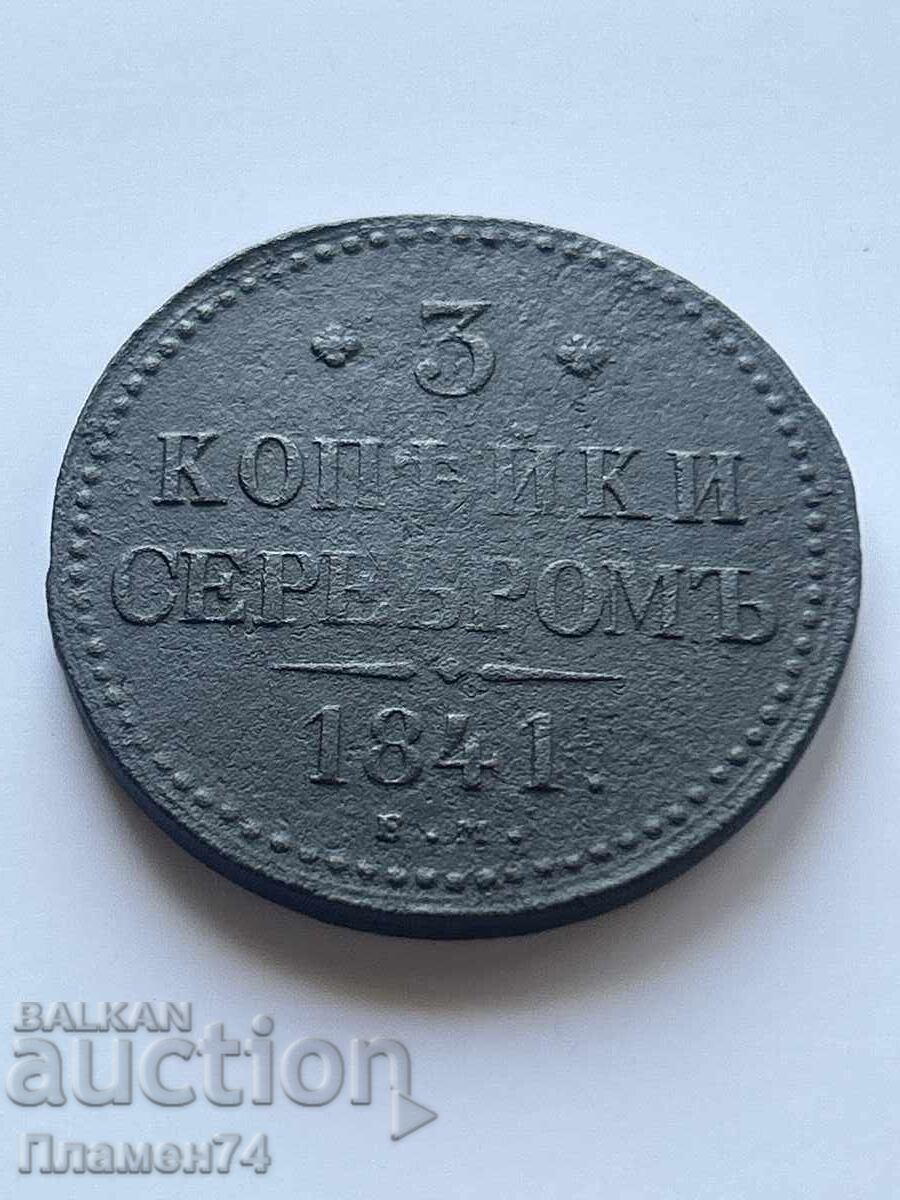 3
КОПѢЙКИ
СЕРЕБРОМЪ
1841.
Е.М.
BALKAN
auction
Пламен74